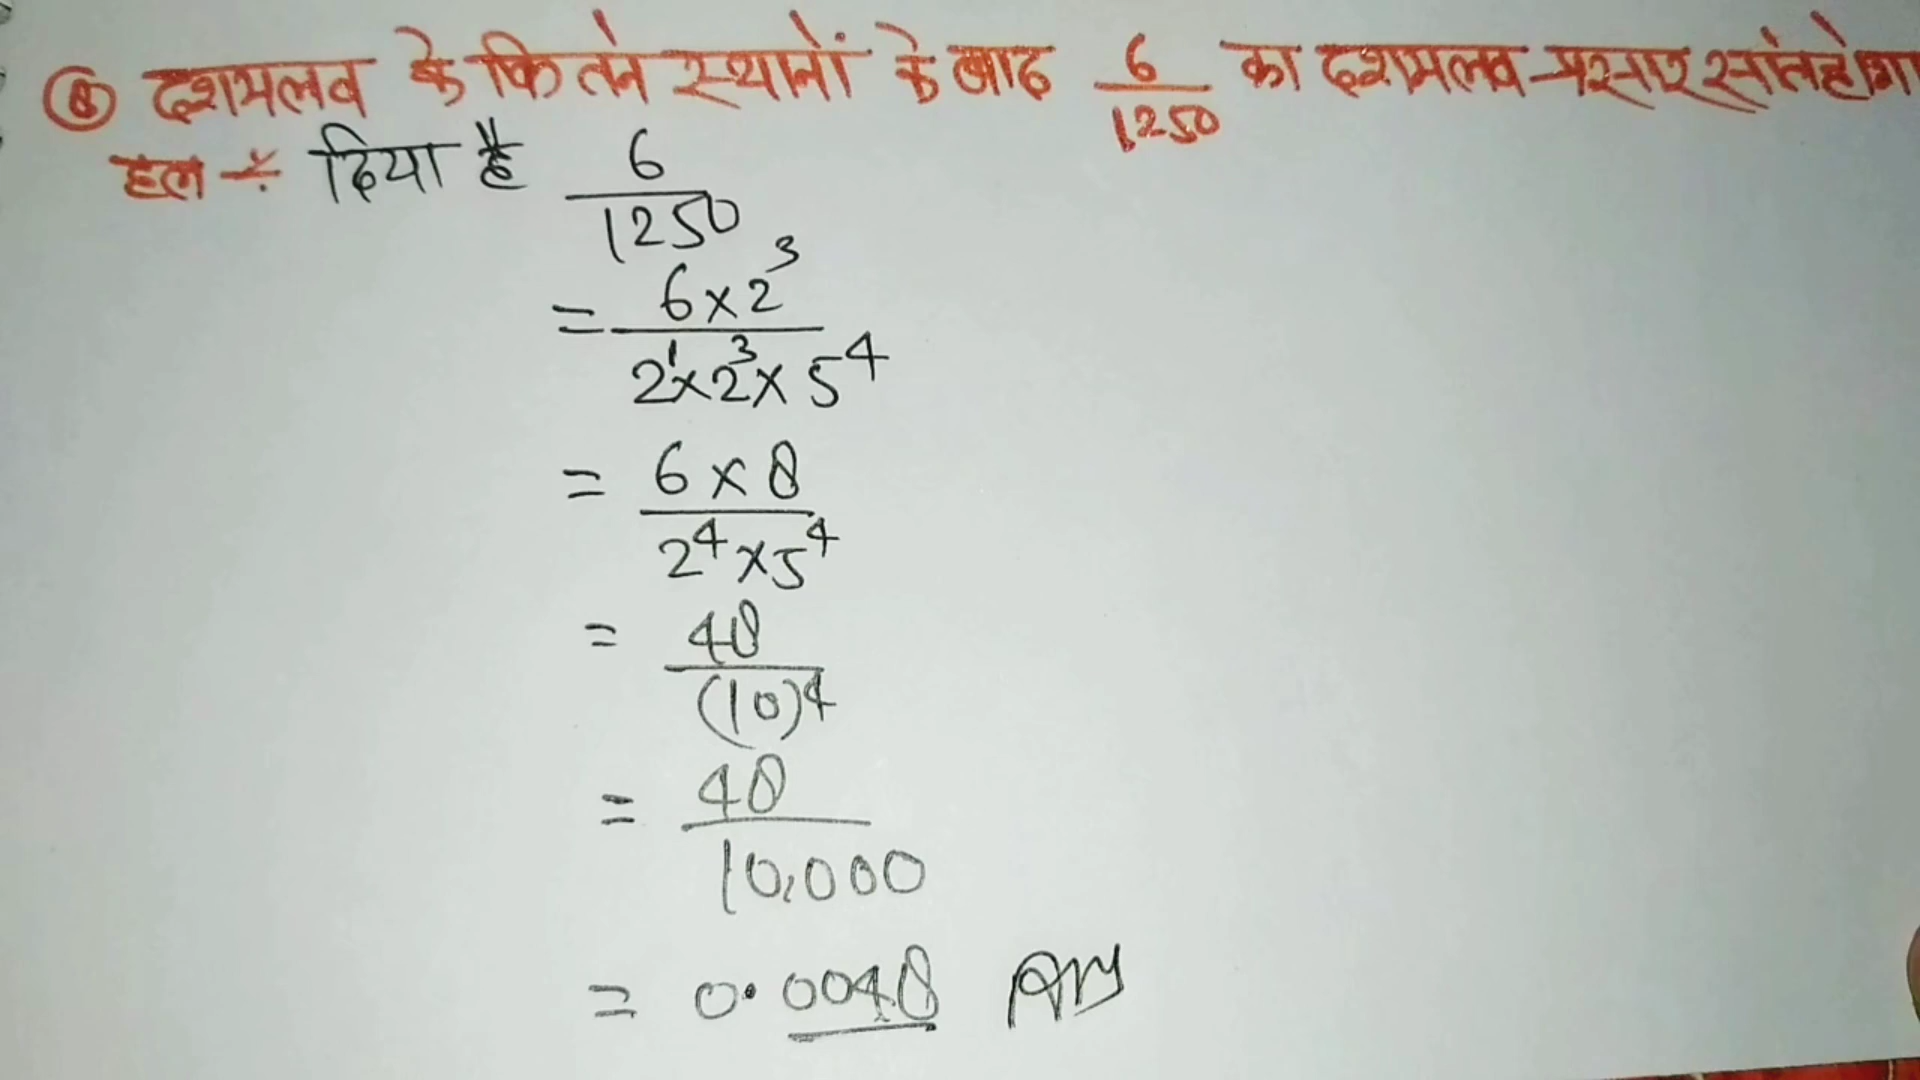 ⑧ दशमलव के कितने स्थानों के बाद 6/1250 का दशमलव प्रसार सांत होगा
हल ÷ दिया है 6/1250
= 6×2³/2¹×2³×5⁴
= 6×8/2⁴×5⁴
= 48/(10)⁴
= 48/10,000
= 0.0048 Ans